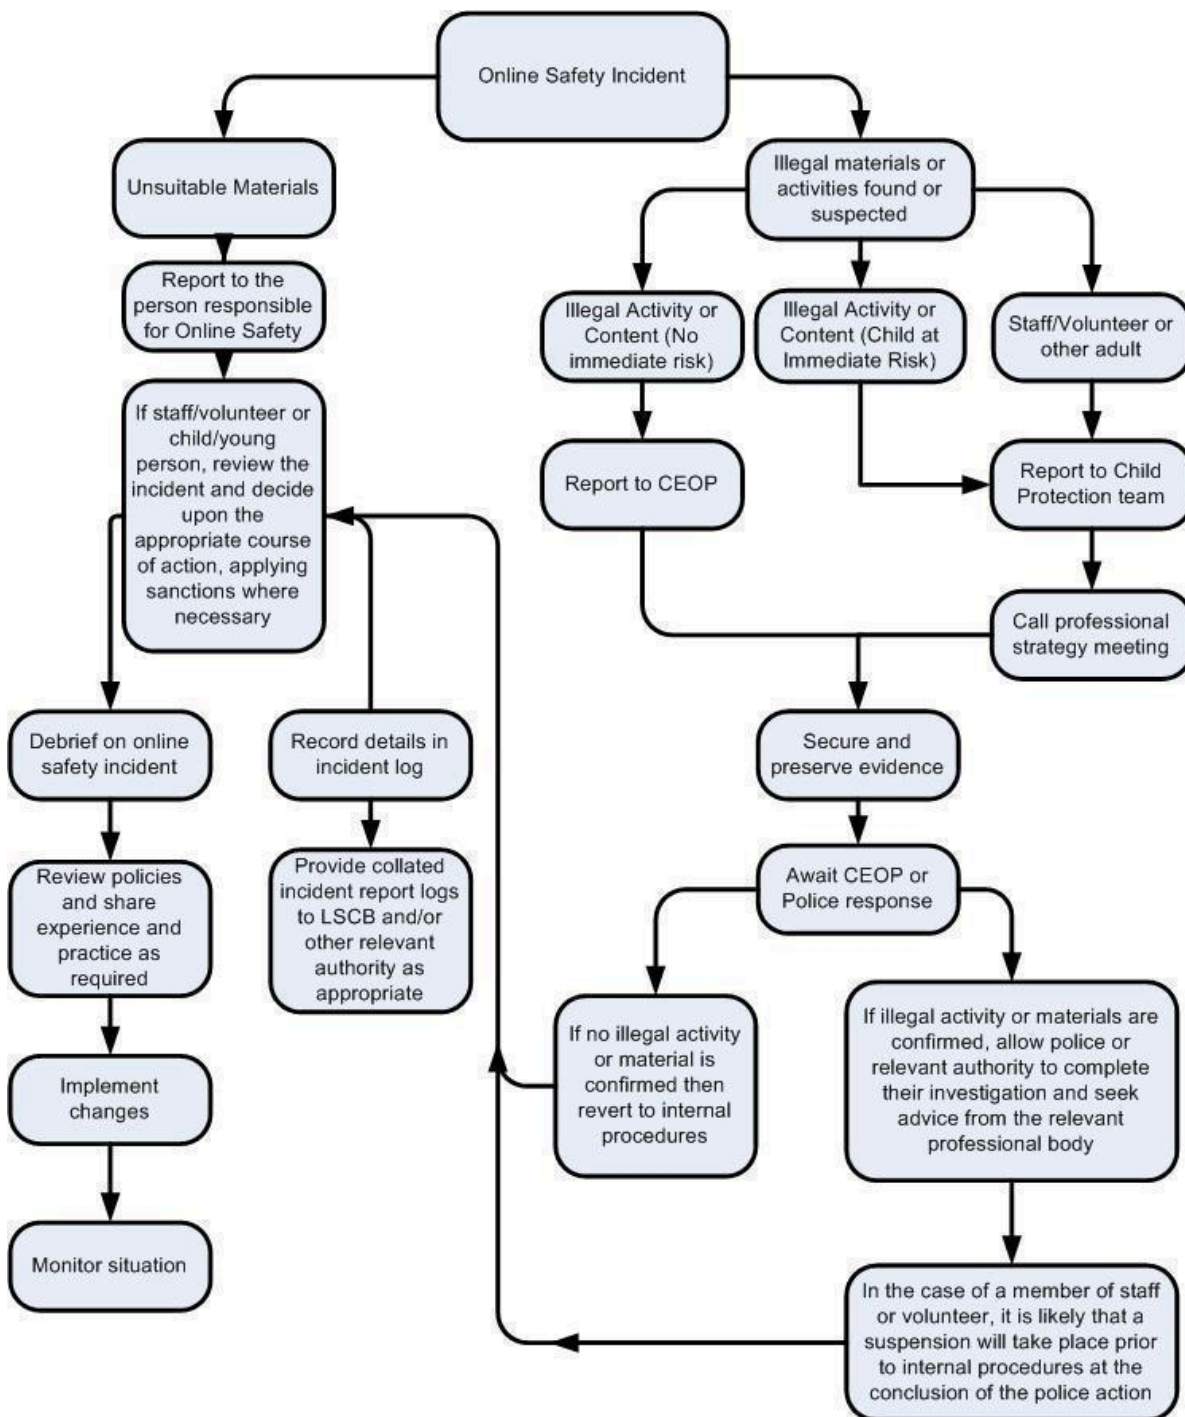 Online Safety Incident
Unsuitable Materials
Report to the
person responsible
for Online Safety
If staff/volunteer or
child/young
person, review the
incident and decide
upon the
appropriate course
of action, applying
sanctions where
necessary
Debrief on online
safety incident
Review policies
and share
experience and
practice as
required
Implement
changes
Monitor situation
Record details in
incident log
Provide collated
incident report logs
to LSCB and/or
other relevant
authority as
appropriate
Illegal materials or
activities found or
suspected
Illegal Activity or
Content (No
immediate risk)
Illegal Activity or
Content (Child at
Immediate Risk)
Staff/Volunteer or
other adult
Report to CEOP
Report to Child
Protection team
Call professional
strategy meeting
Secure and
preserve evidence
Await CEOP or
Police response
If no illegal activity
or material is
confirmed then
revert to internal
procedures
If illegal activity or materials are
confirmed, allow police or
relevant authority to complete
their investigation and seek
advice from the relevant
professional body
In the case of a member of staff
or volunteer, it is likely that a
suspension will take place prior
to internal procedures at the
conclusion of the police action